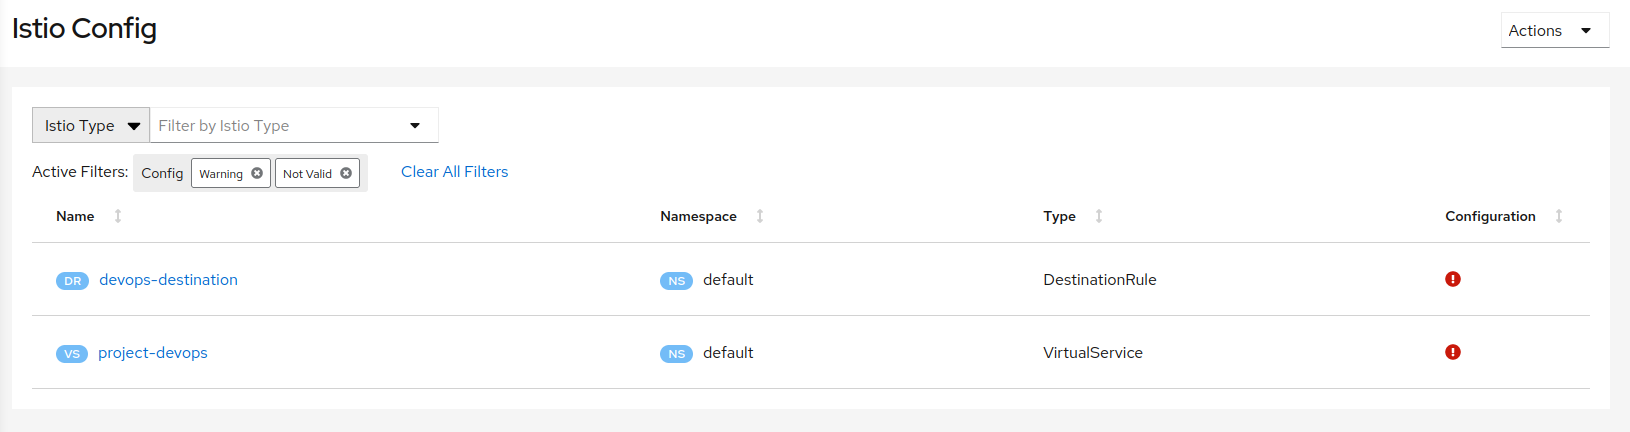 Istio Config
Actions
Istio Type Filter by Istio Type
Active Filters: Config Warning Not Valid Clear All Filters
Name Namespace Type Configuration
DR devops-destination NS default DestinationRule
VS project-devops NS default VirtualService